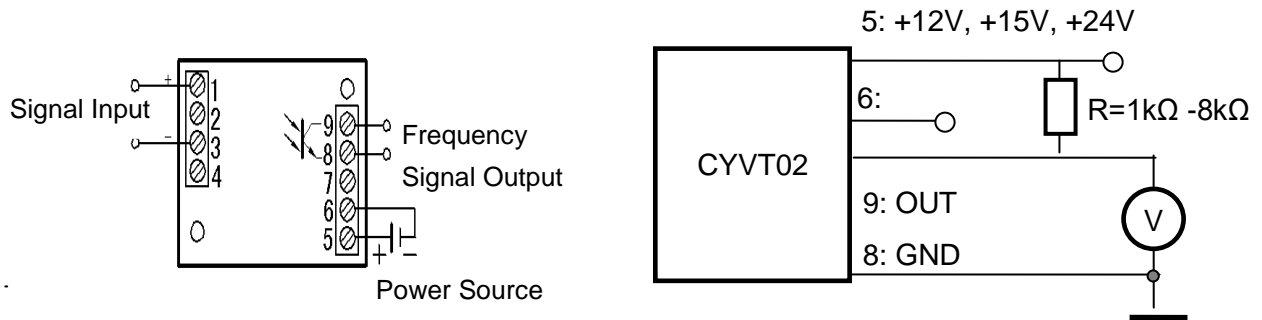 Signal Input
+
−
1
2
3
4
9
8
7
6
5
Frequency
Signal Output
+ −
Power Source
5: +12V, +15V, +24V
6:
R=1kΩ -8kΩ
CYVT02
9: OUT
V
8: GND